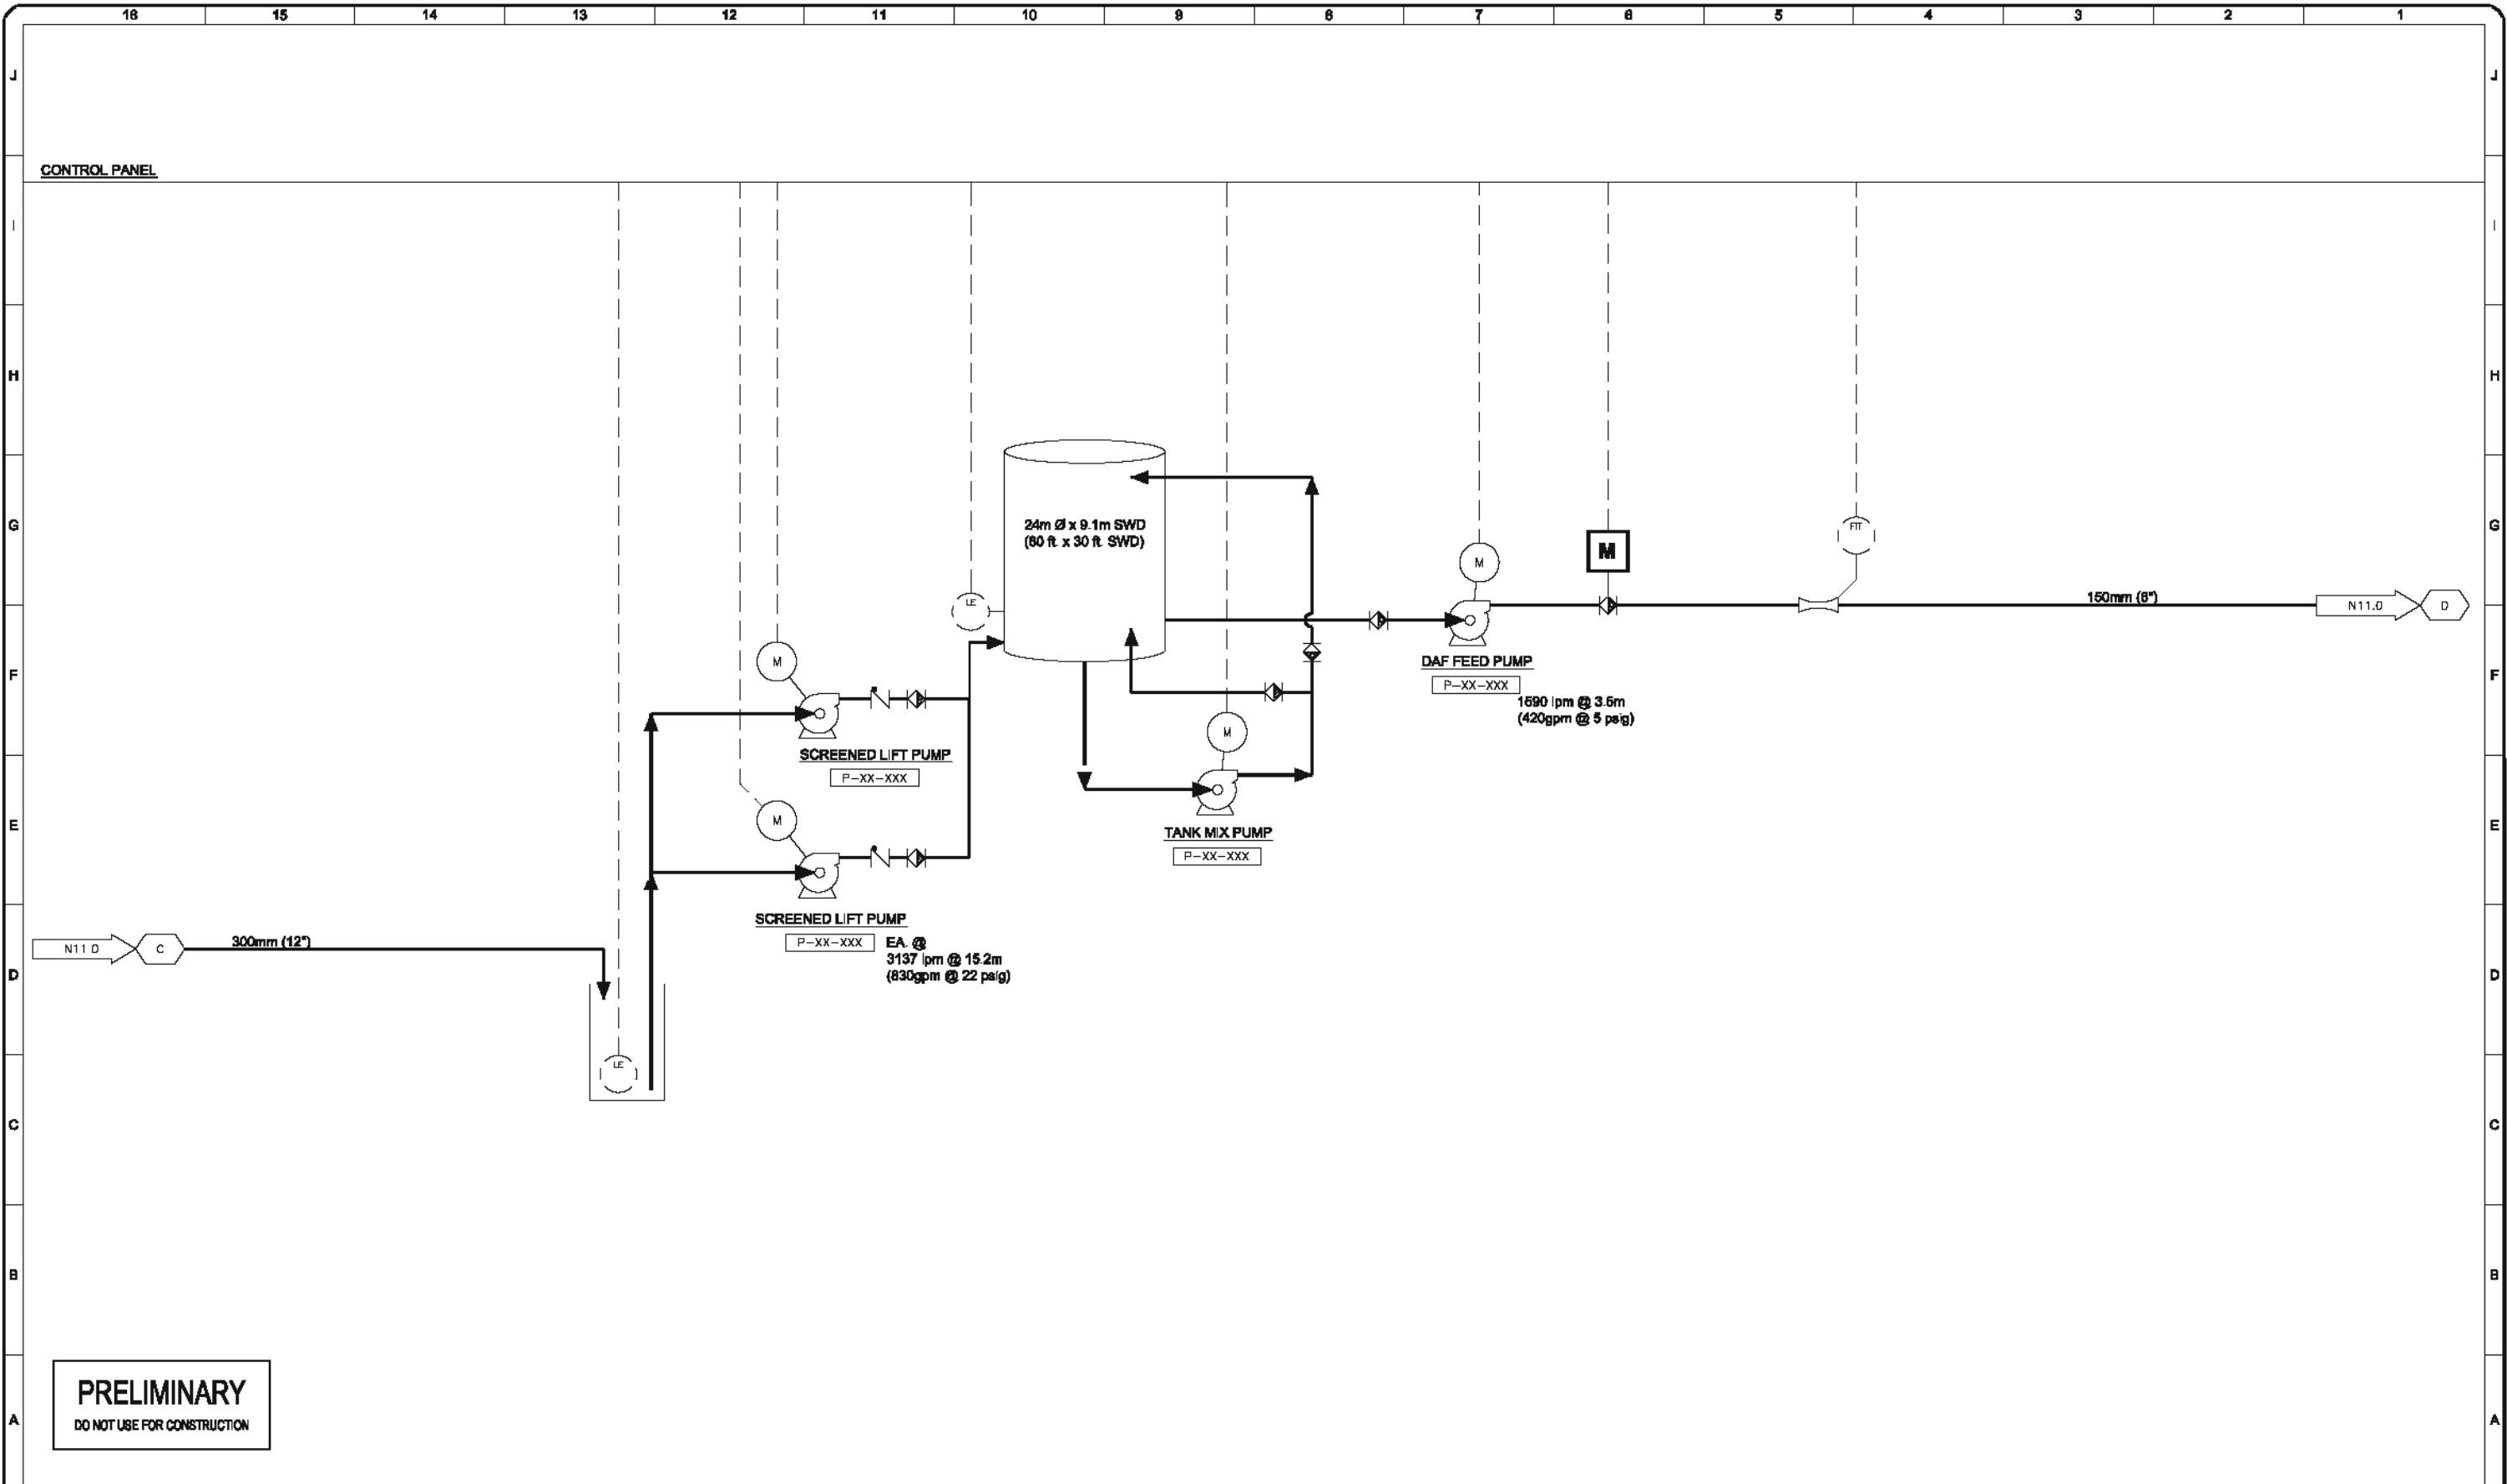 16 15 14 13 12 11 10 9 8 7 6 5 4 3 2 1
J J
CONTROL PANEL
I I
H H
G G
24m Ø x 9.1m SWD
(80 ft. x 30 ft. SWD)
M
FIT
M
LE
150mm (6")
N11.0 D
M
DAF FEED PUMP
P-XX-XXX
1590 lpm @ 3.5m
(420gpm @ 5 psig)
F F
M
SCREENED LIFT PUMP
P-XX-XXX
M
TANK MIX PUMP
P-XX-XXX
E E
M
SCREENED LIFT PUMP
P-XX-XXX EA. @
3137 lpm @ 15.2m
(830gpm @ 22 psig)
N11.0 C
300mm (12")
D D
LE
C C
B B
PRELIMINARY
DO NOT USE FOR CONSTRUCTION
A A